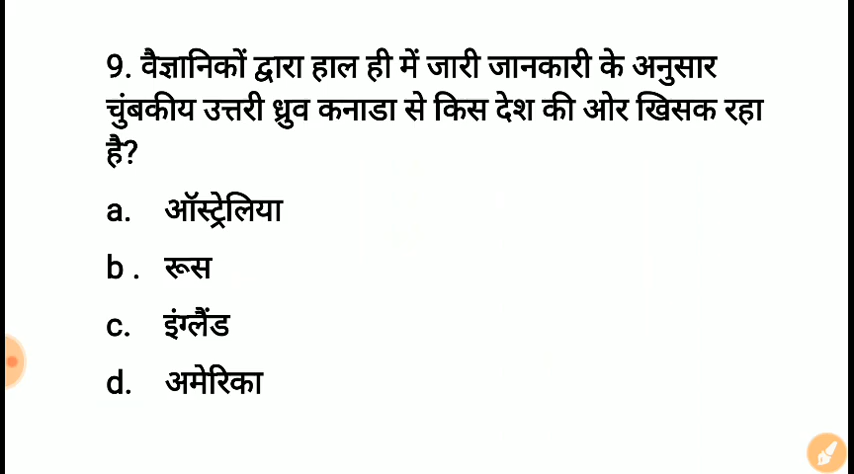 9. वैज्ञानिकों द्वारा हाल ही में जारी जानकारी के अनुसार
चुंबकीय उत्तरी ध्रुव कनाडा से किस देश की ओर खिसक रहा
है?
a. ऑस्ट्रेलिया
b . रूस
c. इंग्लैंड
d. अमेरिका